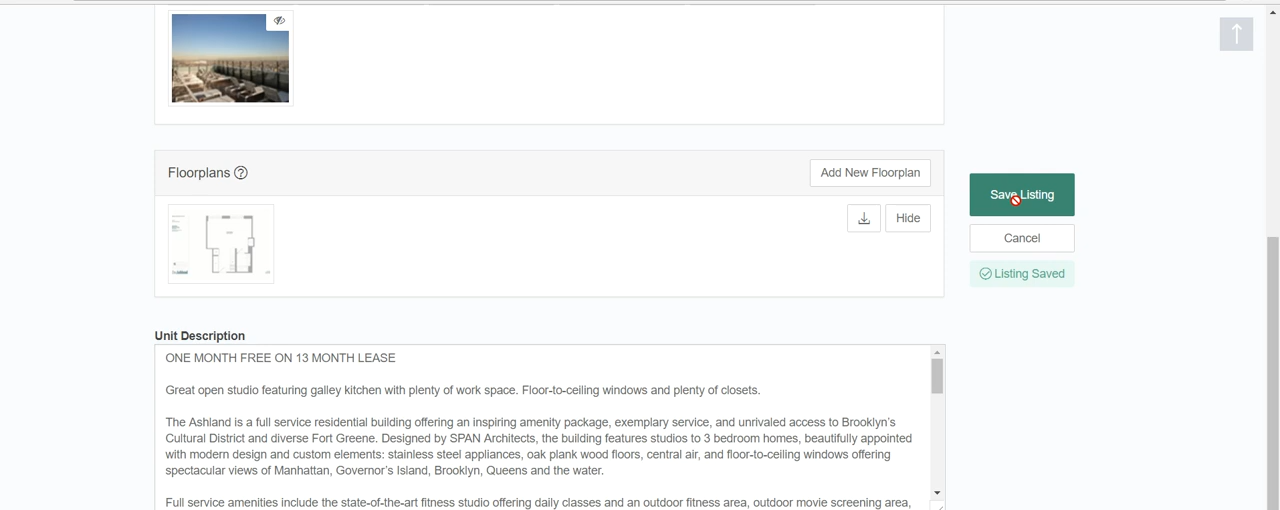 Floorplans
Add New Floorplan
Save Listing
Hide
Cancel
Listing Saved
Unit Description
ONE MONTH FREE ON 13 MONTH LEASE
Great open studio featuring galley kitchen with plenty of work space. Floor-to-ceiling windows and plenty of closets.
The Ashland is a full service residential building offering an inspiring amenity package, exemplary service, and unrivaled access to Brooklyn's
Cultural District and diverse Fort Greene. Designed by SPAN Architects, the building features studios to 3 bedroom homes, beautifully appointed
with modern design and custom elements: stainless steel appliances, oak plank wood floors, central air, and floor-to-ceiling windows offering
spectacular views of Manhattan, Governor's Island, Brooklyn, Queens and the water.
Full service amenities include the state-of-the-art fitness studio offering daily classes and an outdoor fitness area, outdoor movie screening area,